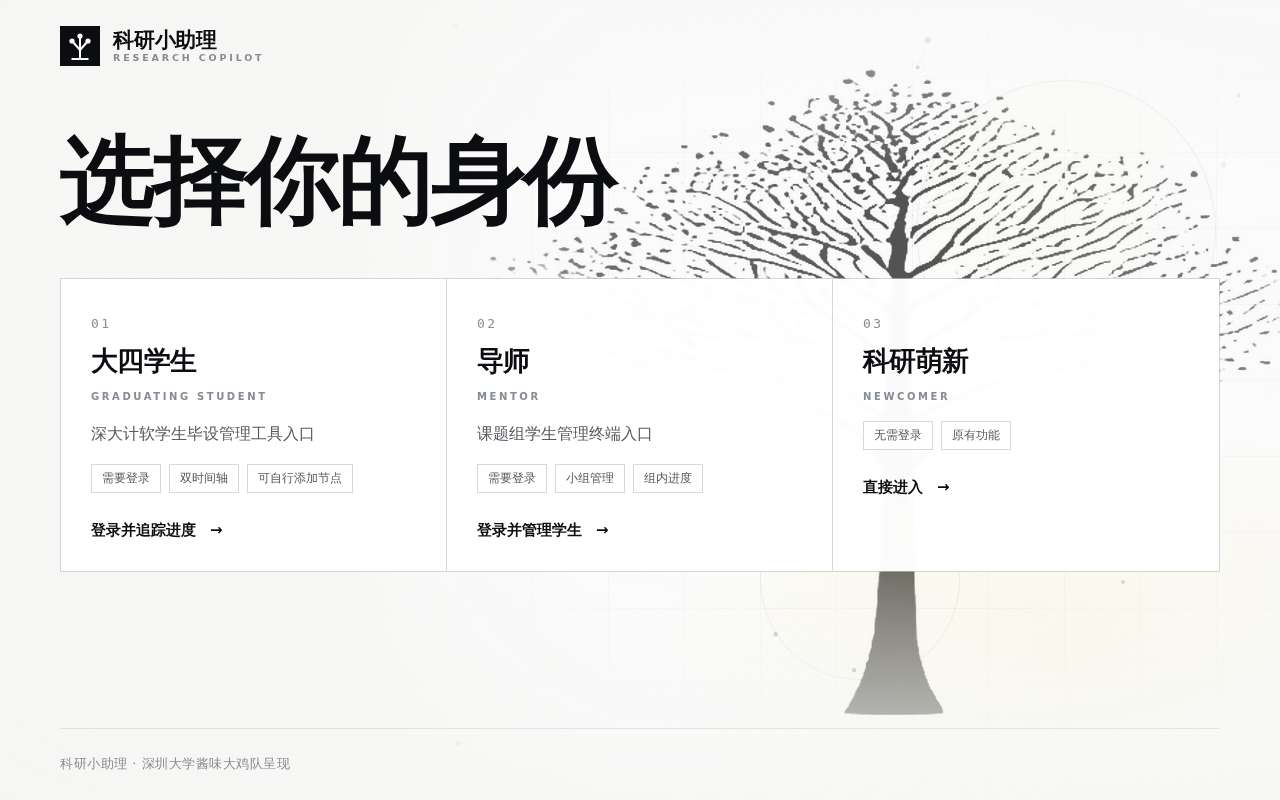 科研小助理
RESEARCH COPILOT
选择你的身份
01
大四学生
GRADUATING STUDENT
深大计软学生毕设管理工具入口
需要登录 双时间轴 可自行添加节点
登录并追踪进度 →
02
导师
MENTOR
课题组学生管理终端入口
需要登录 小组管理 组内进度
登录并管理学生 →
03
科研萌新
NEWCOMER
无需登录 原有功能
直接进入 →
科研小助理 · 深圳大学酱味大鸡队呈现